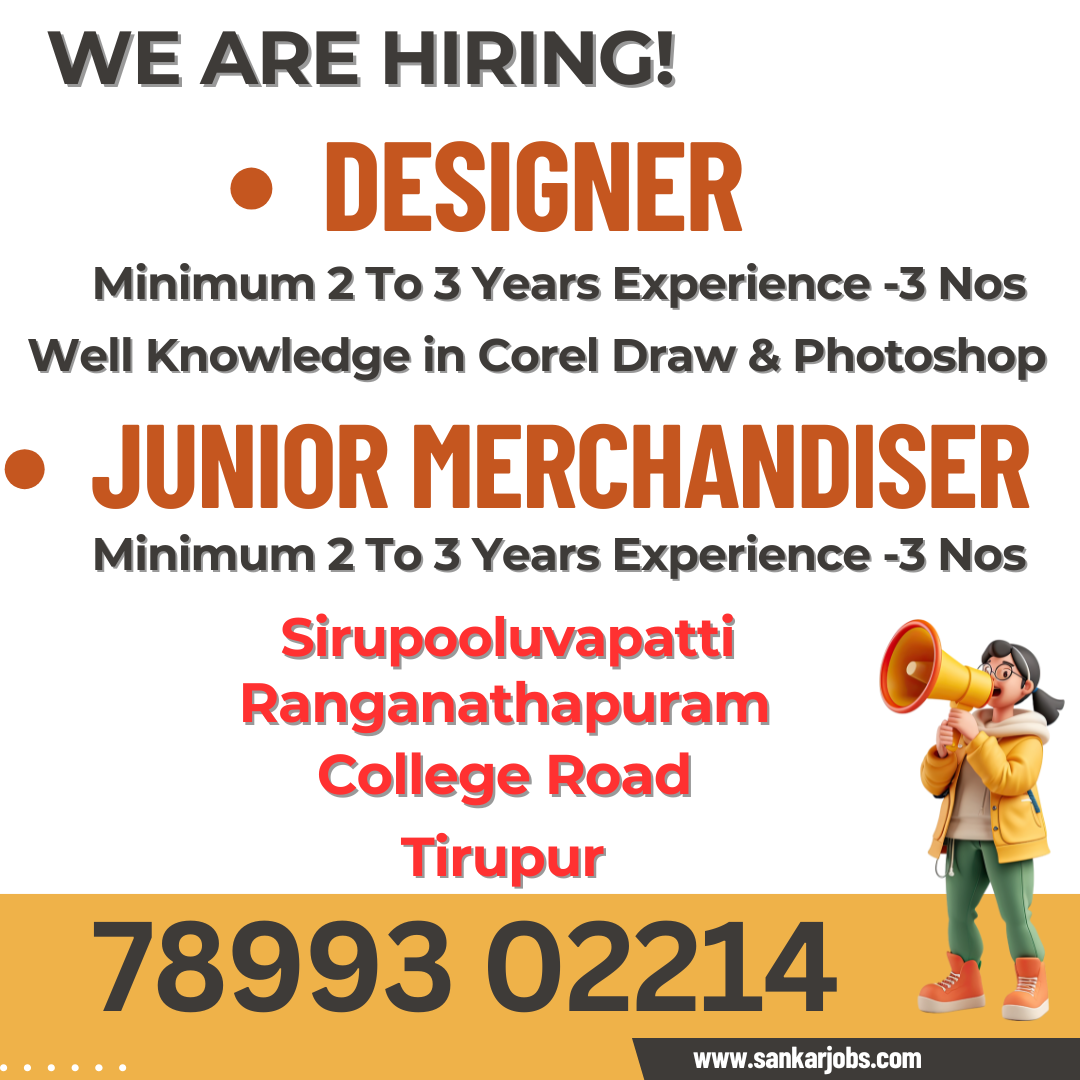 WE ARE HIRING!
• DESIGNER
Minimum 2 To 3 Years Experience -3 Nos
Well Knowledge in Corel Draw & Photoshop
• JUNIOR MERCHANDISER
Minimum 2 To 3 Years Experience -3 Nos
Sirupooluvapatti
Ranganathapuram
College Road
Tirupur
78993 02214
www.sankarjobs.com